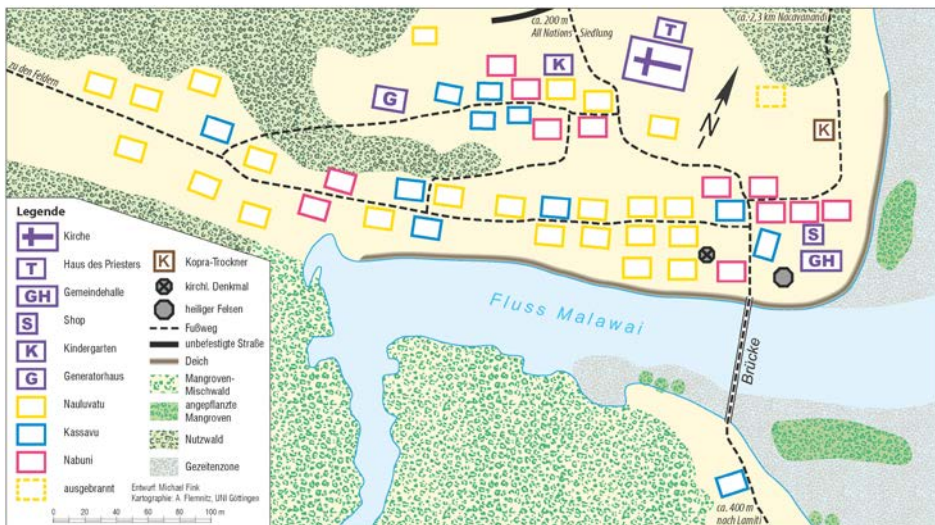 ca. 200 m
All Nations Siedlung
T
ca. 2,3 km Nacavanandi
zu den Feldern
K
G
N
K
S
GH
Fluss Malawai
Brücke
ca. 400 m
nach Lamiti
Legende
Kirche
T Haus des Priesters
GH Gemeindehalle
S Shop
K Kindergarten
G Generatorhaus
Nauluvatu
Kassavu
Nabuni
ausgebrannt
K Kopra-Trockner
kirchl. Denkmal
heiliger Felsen
Fußweg
unbefestigte Straße
Deich
Mangroven-
Mischwald
angepflanzte
Mangroven
Nutzwald
Gezeitenzone
Entwurf: Michael Fink
Kartographie: A. Flemnitz, UNI Göttingen
0 20 40 60 80 100 m